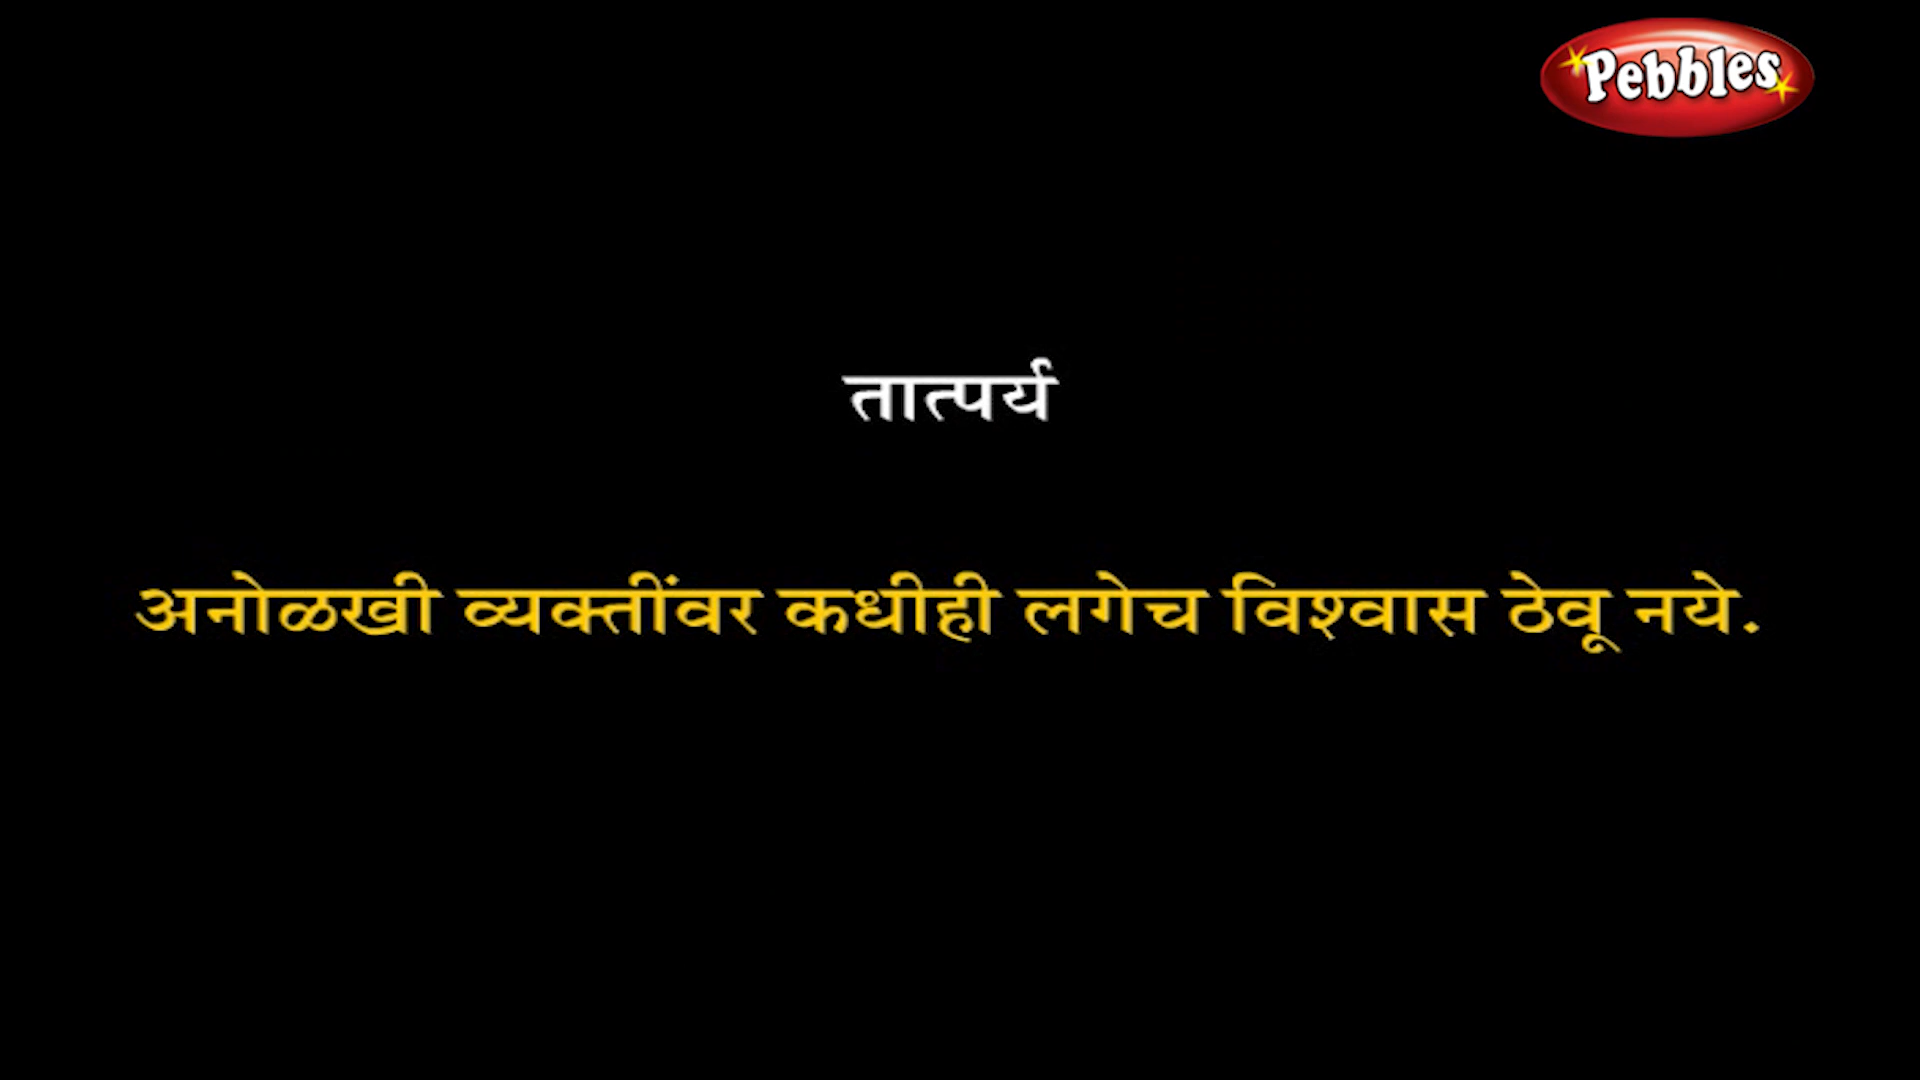 Pebbles
तात्पर्य
अनोळखी व्यक्तींवर कधीही लगेच विश्वास ठेवू नये.